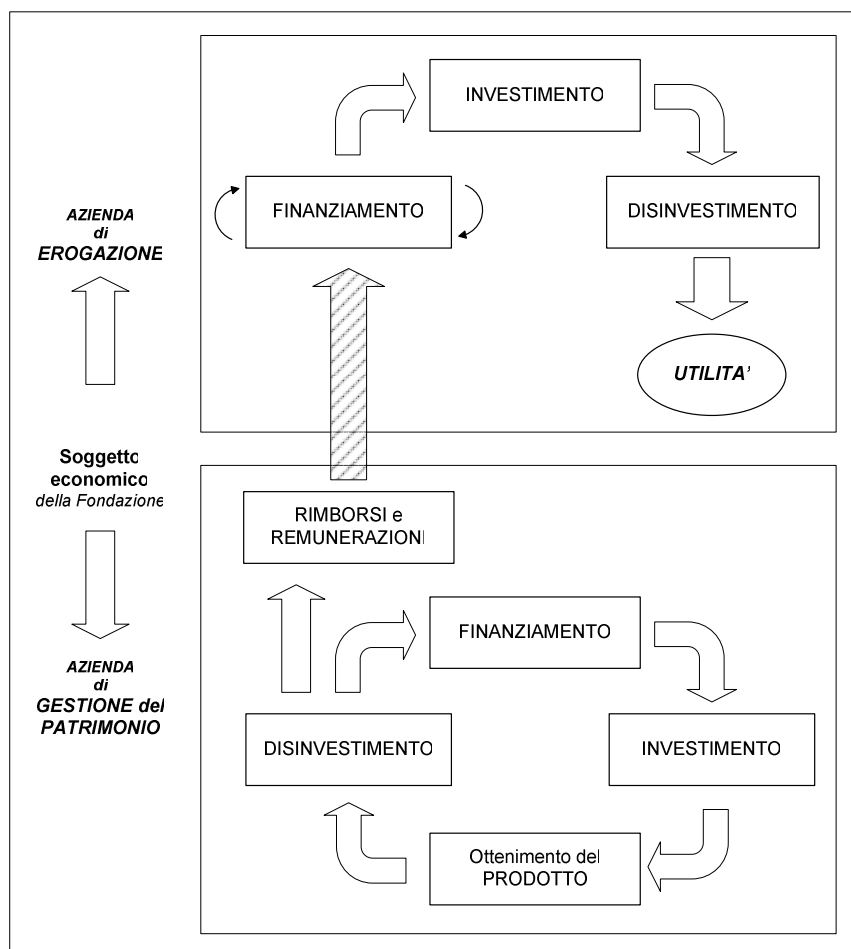 INVESTIMENTO
FINANZIAMENTO
DISINVESTIMENTO
UTILITA'
AZIENDA
di
EROGAZIONE
Soggetto
economico
della Fondazione
AZIENDA
di
GESTIONE del
PATRIMONIO
RIMBORSI e
REMUNERAZIONI
FINANZIAMENTO
DISINVESTIMENTO
INVESTIMENTO
Ottenimento del
PRODOTTO